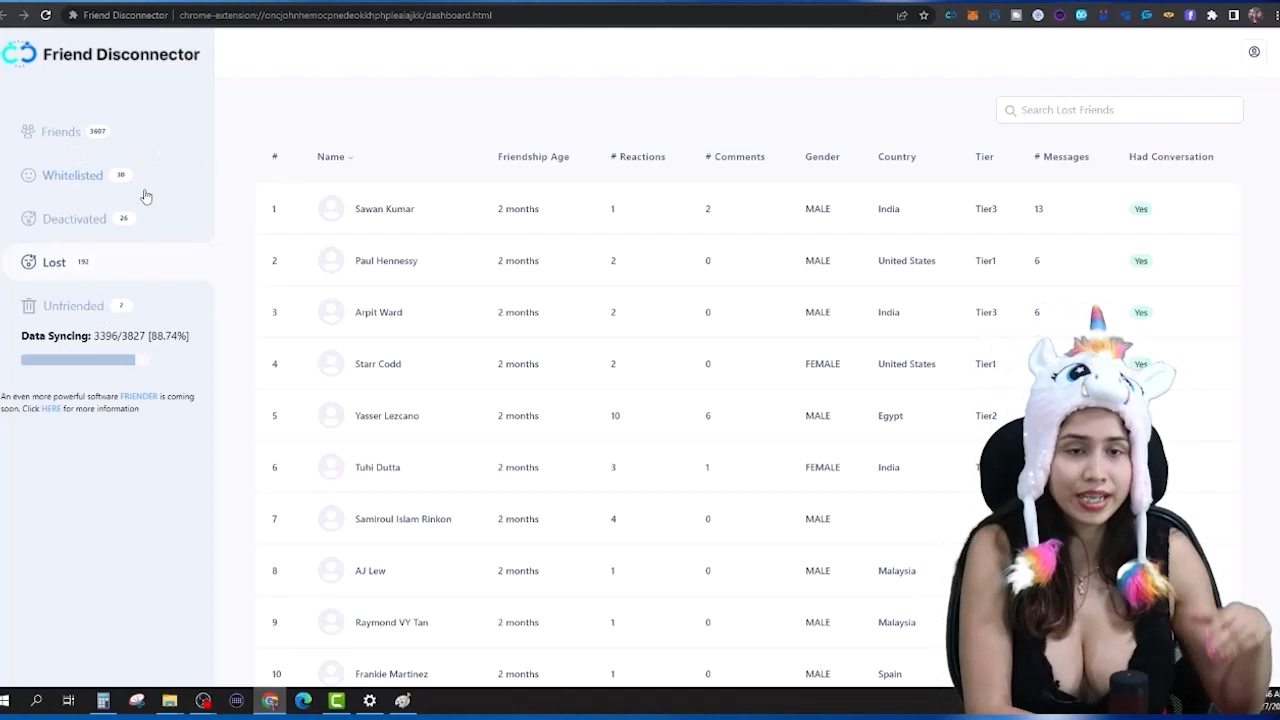 Friend Disconnector | chrome-extension://oncjohnhemocpnedokkhpleaiajkk/dashboard.html
Friend Disconnector
Search Lost Friends
Friends 3607
Whitelisted 30
Deactivated 26
Lost 192
Unfriended 2
Data Syncing: 3396/3827 [88.74%]
An even more powerful software FRIENDER is coming
soon. Click HERE for more information
# Name Friendship Age # Reactions # Comments Gender Country Tier # Messages Had Conversation
1 Sawan Kumar 2 months 1 2 MALE India Tier3 13 Yes
2 Paul Hennessy 2 months 2 0 MALE United States Tier1 6 Yes
3 Arpit Ward 2 months 2 0 MALE India Tier3 6 Yes
4 Starr Codd 2 months 2 0 FEMALE United States Tier1 Yes
5 Yasser Lezcano 2 months 10 6 MALE Egypt Tier2
6 Tuhi Dutta 2 months 3 1 FEMALE India
7 Samiroul Islam Rinkon 2 months 4 0 MALE
8 AJ Lew 2 months 1 0 MALE Malaysia
9 Raymond VY Tan 2 months 1 0 MALE Malaysia
10 Frankie Martinez 2 months 1 0 MALE Spain